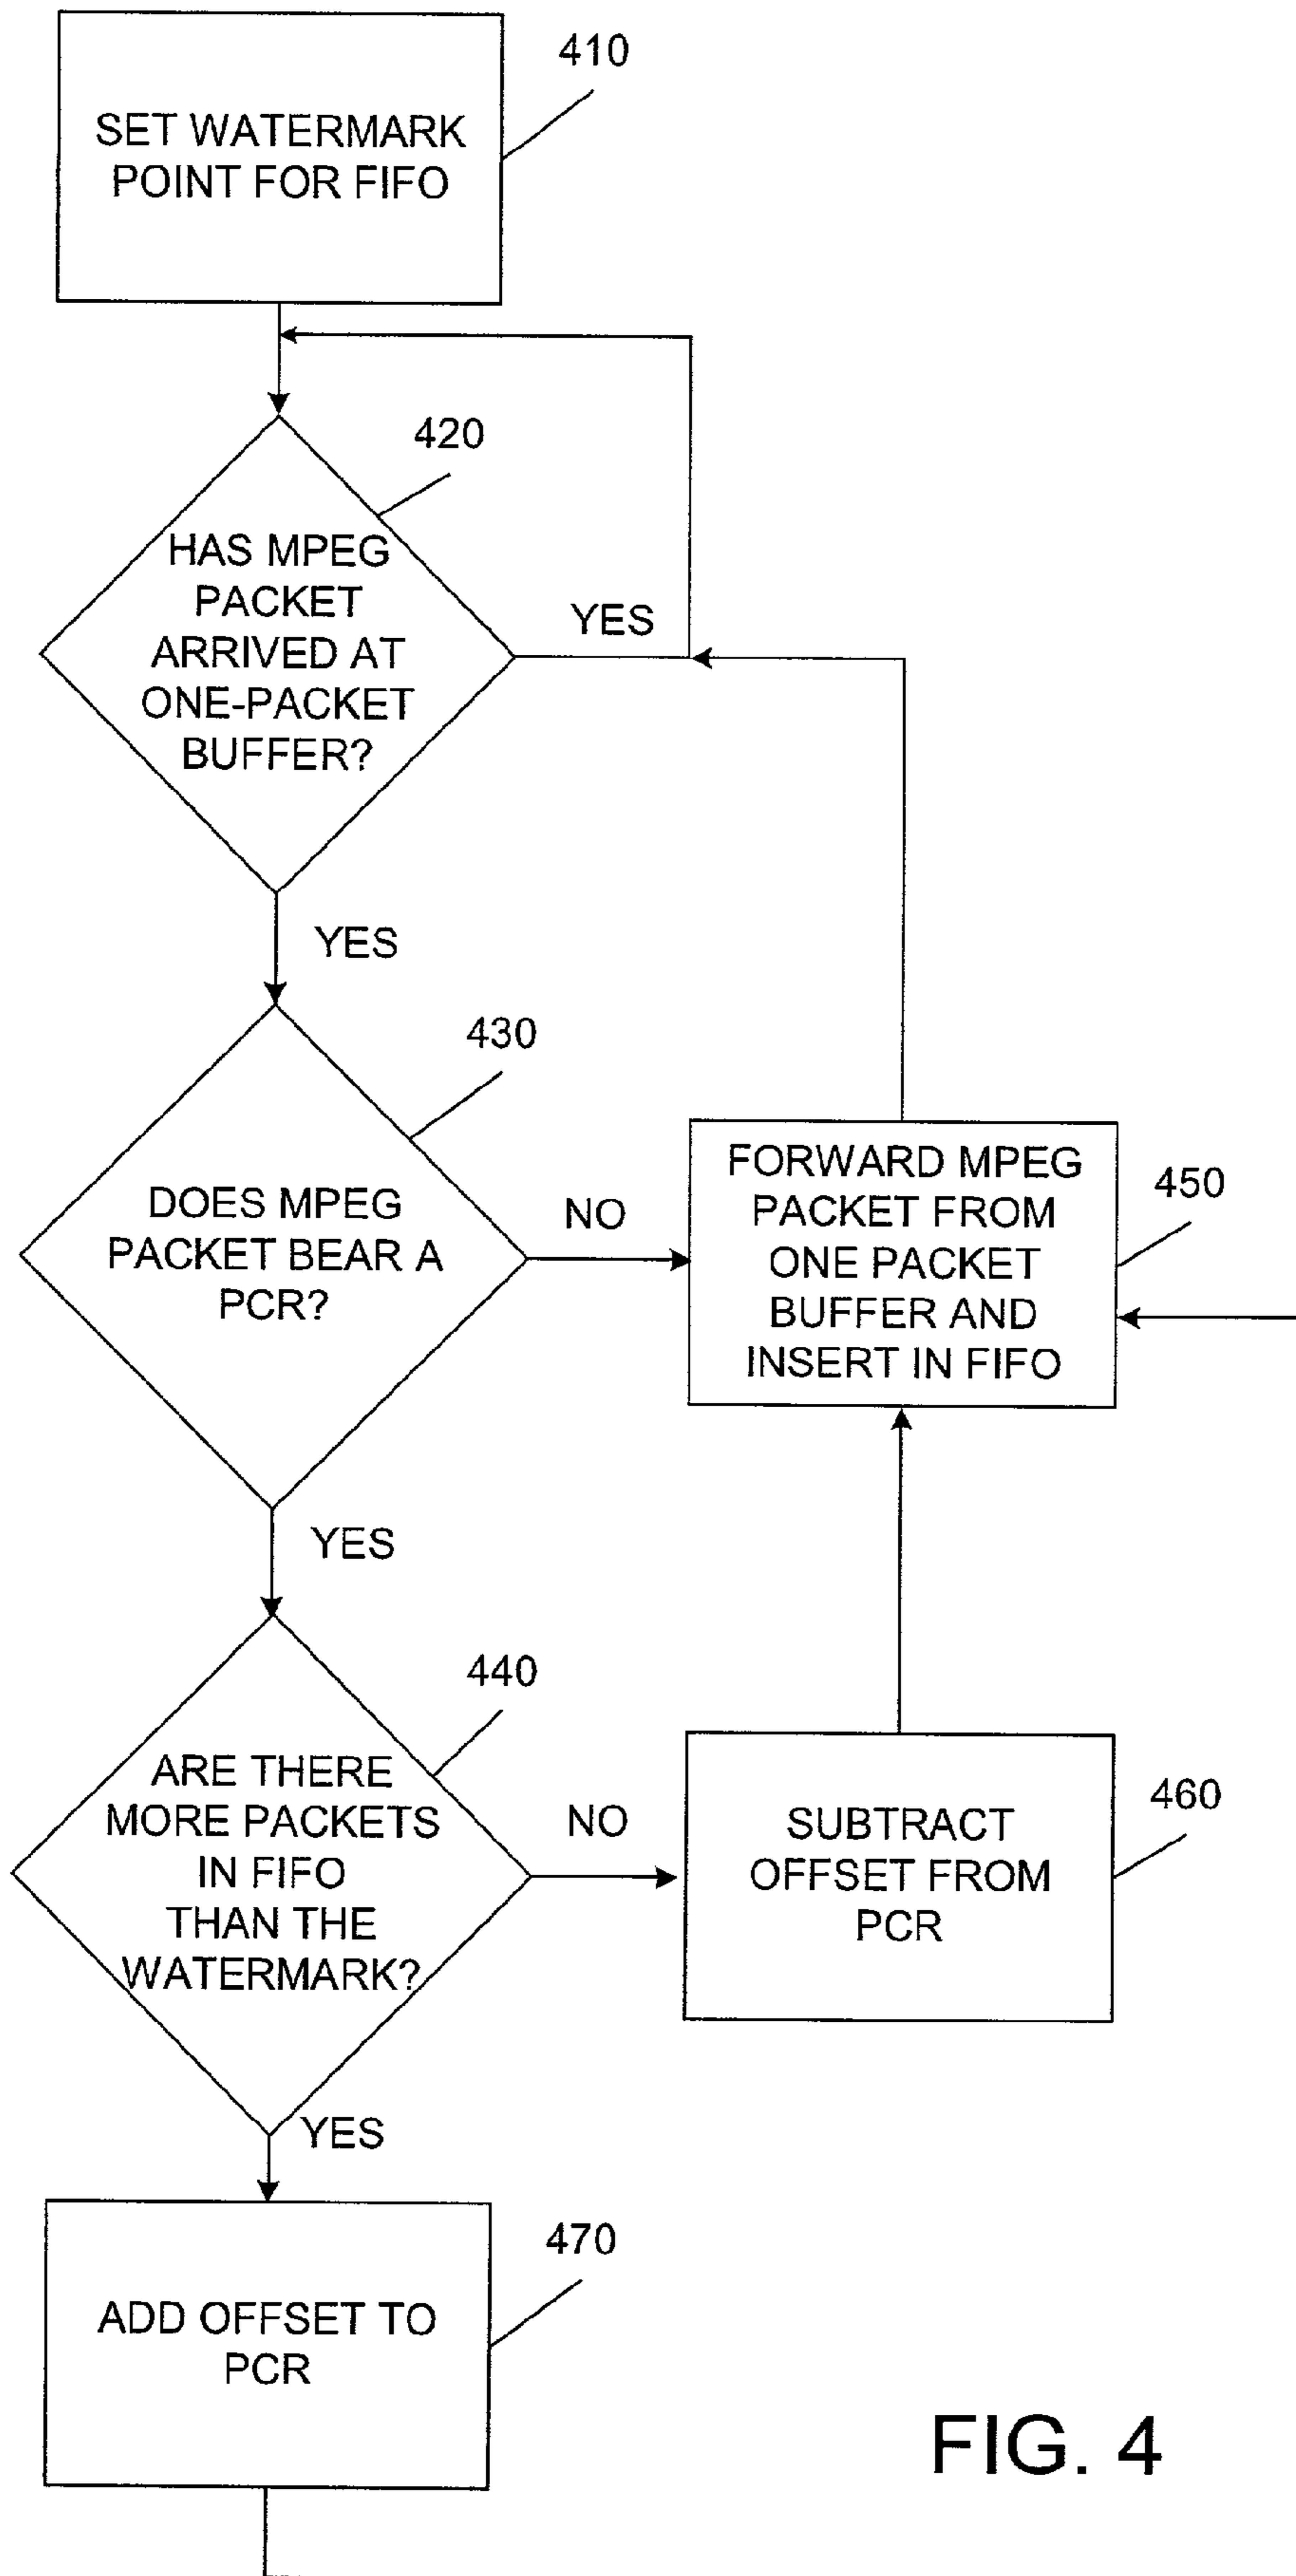 410
SET WATERMARK
POINT FOR FIFO
420
HAS MPEG
PACKET
ARRIVED AT
ONE-PACKET
BUFFER?
YES
YES
430
DOES MPEG
PACKET BEAR A
PCR?
NO
FORWARD MPEG
PACKET FROM
ONE PACKET
BUFFER AND
INSERT IN FIFO
450
YES
440
ARE THERE
MORE PACKETS
IN FIFO
THAN THE
WATERMARK?
NO
SUBTRACT
OFFSET FROM
PCR
460
YES
470
ADD OFFSET TO
PCR
FIG. 4